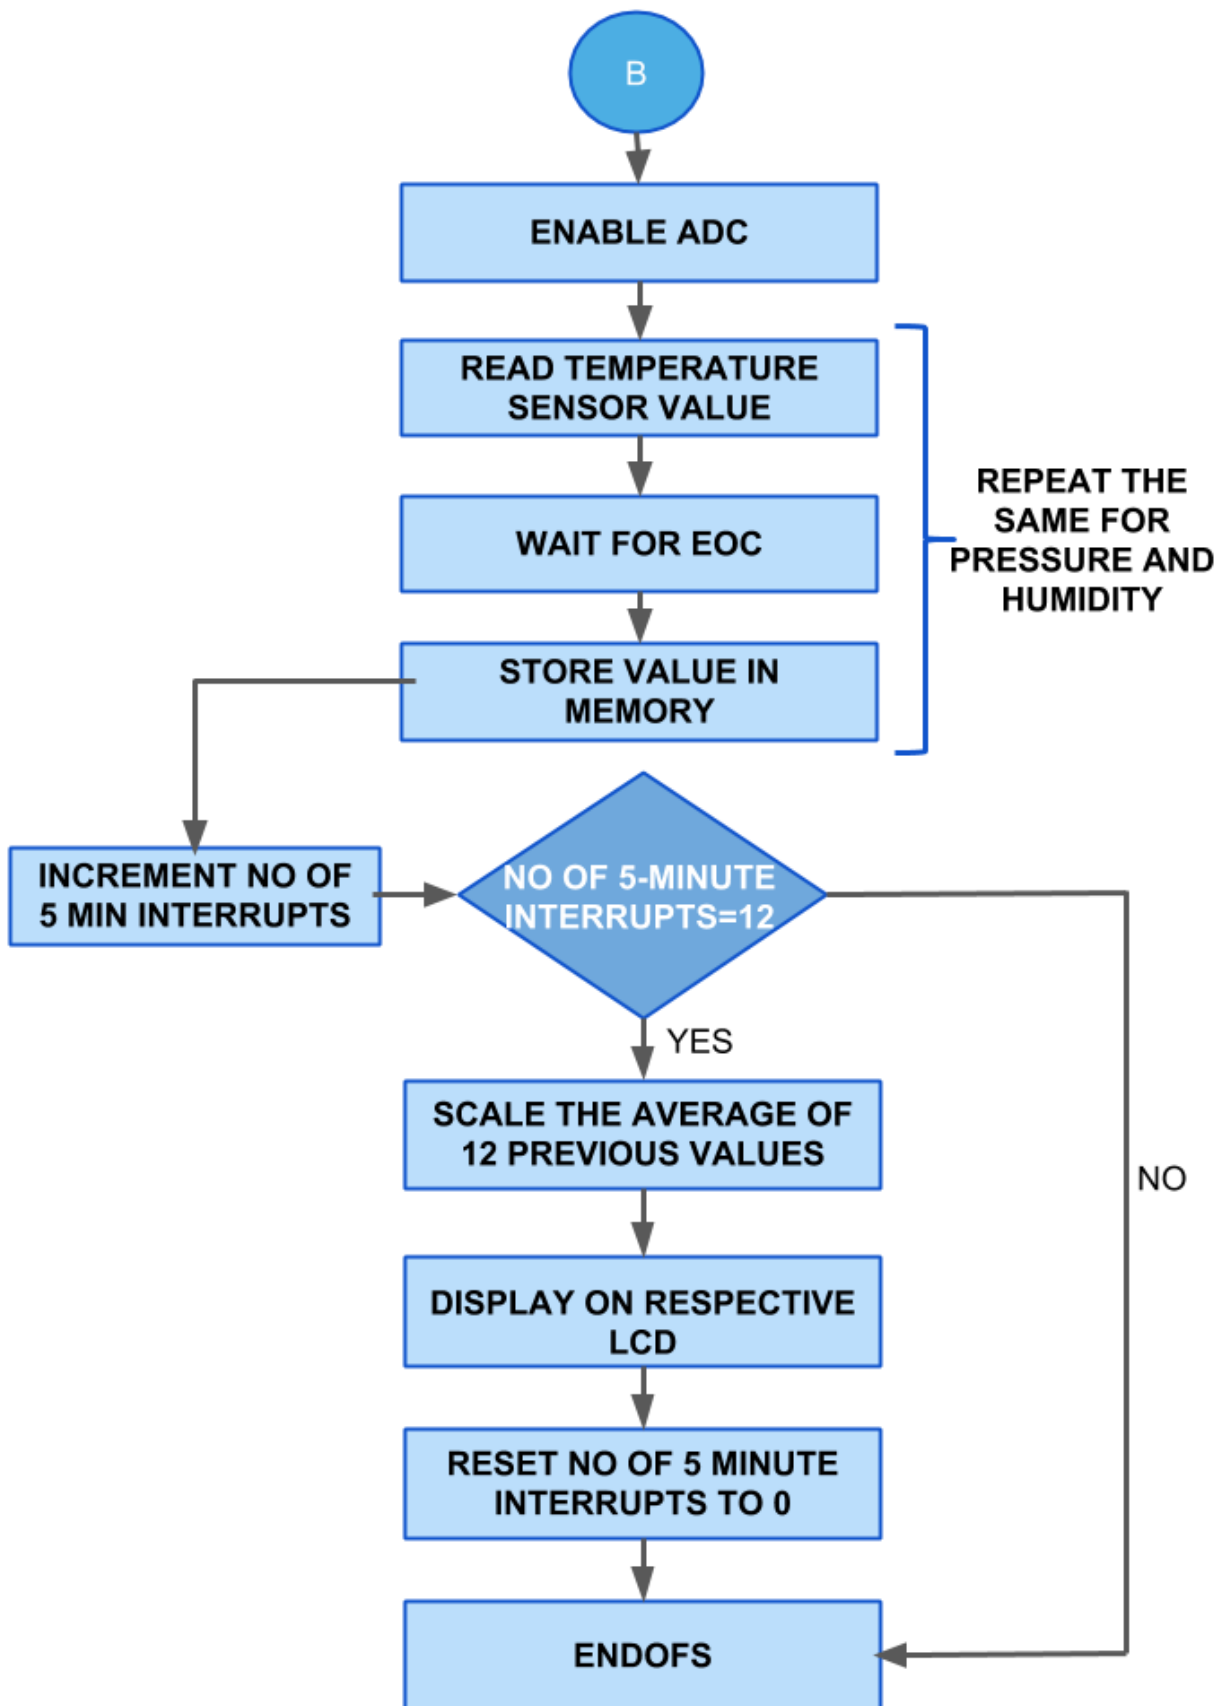 B
ENABLE ADC
READ TEMPERATURE
SENSOR VALUE
WAIT FOR EOC
STORE VALUE IN
MEMORY
REPEAT THE
SAME FOR
PRESSURE AND
HUMIDITY
INCREMENT NO OF
5 MIN INTERRUPTS
NO OF 5-MINUTE
INTERRUPTS=12
YES
NO
SCALE THE AVERAGE OF
12 PREVIOUS VALUES
DISPLAY ON RESPECTIVE
LCD
RESET NO OF 5 MINUTE
INTERRUPTS TO 0
ENDOFS